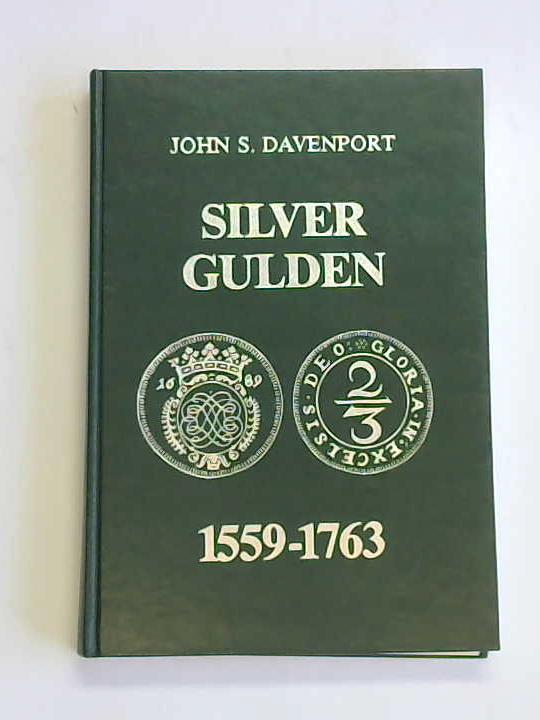 JOHN S. DAVENPORT
SILVER
GULDEN
16 89
DEO · GLORIA · IN · EXCELSIS ·
2/3
1559-1763